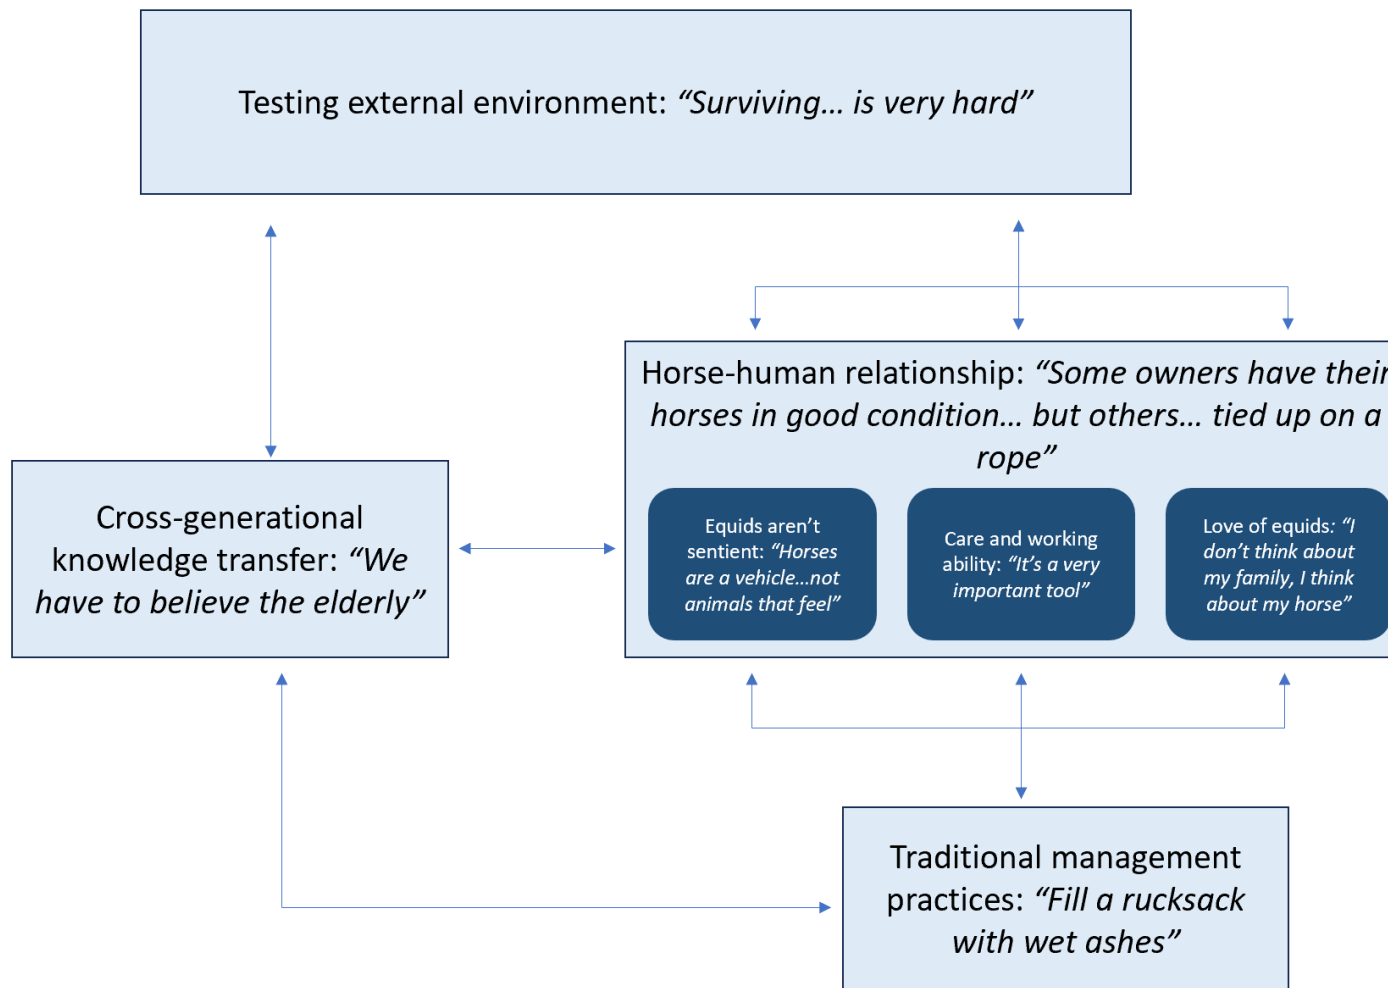 Testing external environment: “Surviving… is very hard”
Horse-human relationship: “Some owners have their
horses in good condition… but others… tied up on a
rope”
Cross-generational
knowledge transfer: “We
have to believe the elderly”
Equids aren’t
sentient: “Horses
are a vehicle…not
animals that feel”
Care and working
ability: “It’s a very
important tool”
Love of equids: “I
don’t think about
my family, I think
about my horse”
Traditional management
practices: “Fill a rucksack
with wet ashes”